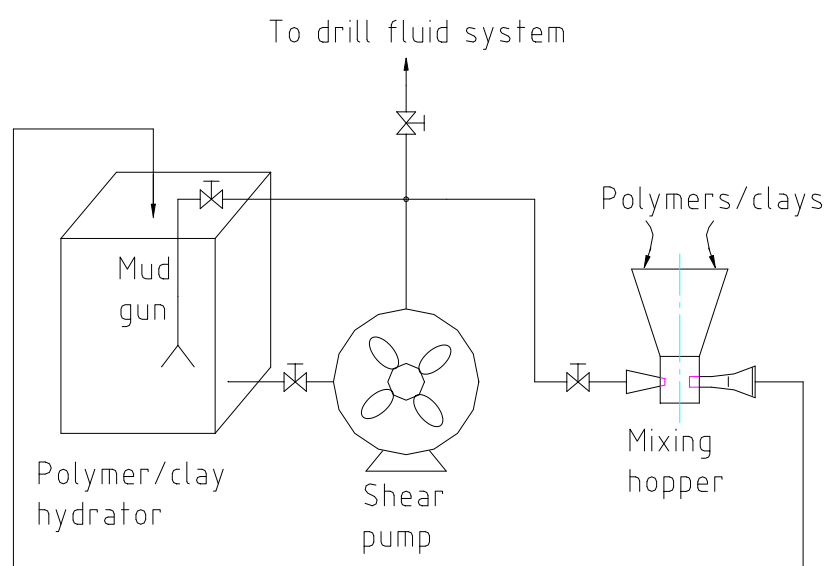 To drill fluid system
Polymers/clays
Mud
gun
Polymer/clay
hydrator
Shear
pump
Mixing
hopper